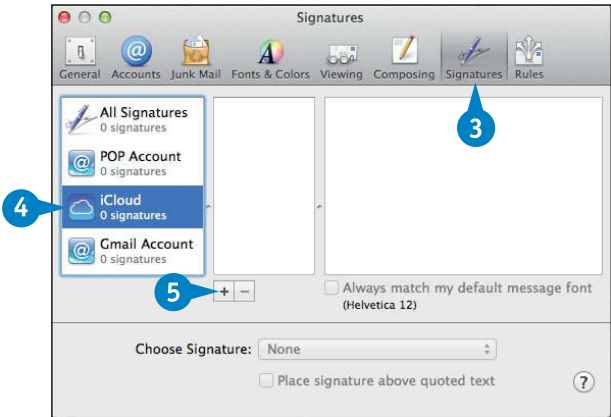 Signatures
General Accounts Junk Mail Fonts & Colors Viewing Composing Signatures Rules
3
All Signatures
0 signatures
POP Account
0 signatures
4
iCloud
0 signatures
Gmail Account
0 signatures
5
+ −
Always match my default message font
(Helvetica 12)
Choose Signature: None
Place signature above quoted text
?